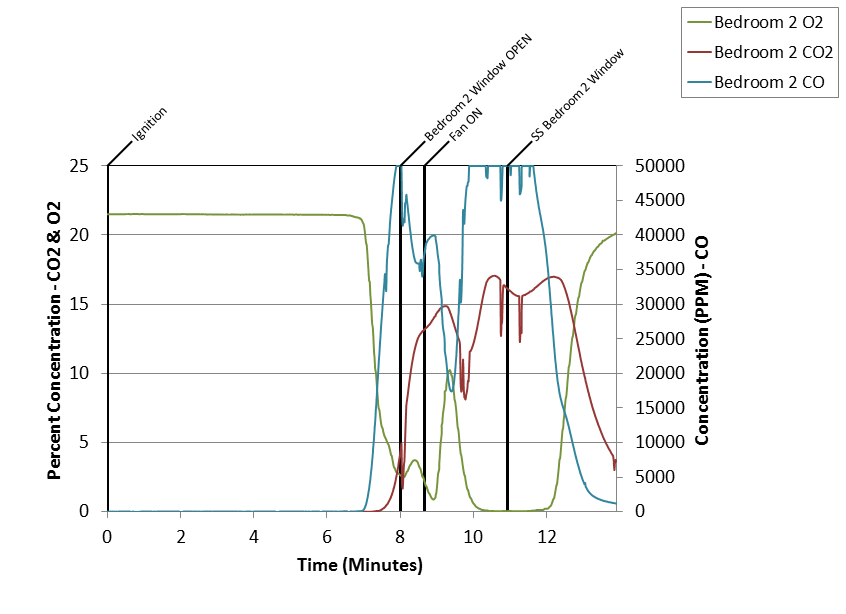 Bedroom 2 O2
Bedroom 2 CO2
Bedroom 2 CO
Ignition
Bedroom 2 Window OPEN
Fan ON
SS Bedroom 2 Window
25
20
15
10
5
0
50000
45000
40000
35000
30000
25000
20000
15000
10000
5000
0
0 2 4 6 8 10 12
Percent Concentration - CO2 & O2
Concentration (PPM) - CO
Time (Minutes)